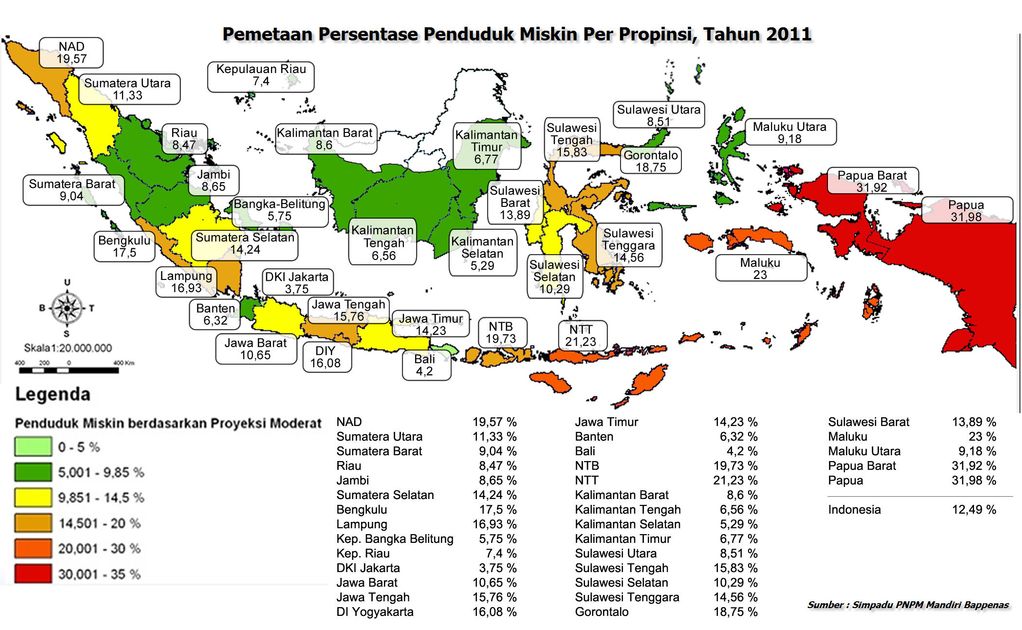 Pemetaan Persentase Penduduk Miskin Per Propinsi, Tahun 2011
NAD
19,57
Sumatera Utara
11,33
Kepulauan Riau
7,4
Riau
8,47
Jambi
8,65
Sumatera Barat
9,04
Bangka-Belitung
5,75
Bengkulu
17,5
Sumatera Selatan
14,24
Lampung
16,93
DKI Jakarta
3,75
Banten
6,32
Jawa Barat
10,65
Jawa Tengah
15,76
DIY
16,08
Jawa Timur
14,23
Bali
4,2
NTB
19,73
NTT
21,23
Kalimantan Barat
8,6
Kalimantan
Timur
6,77
Kalimantan
Tengah
6,56
Kalimantan
Selatan
5,29
Sulawesi
Tengah
15,83
Sulawesi Utara
8,51
Gorontalo
18,75
Sulawesi
Barat
13,89
Sulawesi
Tenggara
14,56
Sulawesi
Selatan
10,29
Maluku Utara
9,18
Maluku
23
Papua Barat
31,92
Papua
31,98
U
B
T
S
Skala1:20.000.000
400 200 0 400 Km
Legenda
Penduduk Miskin berdasarkan Proyeksi Moderat
0 - 5 %
5,001 - 9,85 %
9,851 - 14,5 %
14,501 - 20 %
20,001 - 30 %
30,001 - 35 %
NAD 19,57 %
Sumatera Utara 11,33 %
Sumatera Barat 9,04 %
Riau 8,47 %
Jambi 8,65 %
Sumatera Selatan 14,24 %
Bengkulu 17,5 %
Lampung 16,93 %
Kep. Bangka Belitung 5,75 %
Kep. Riau 7,4 %
DKI Jakarta 3,75 %
Jawa Barat 10,65 %
Jawa Tengah 15,76 %
DI Yogyakarta 16,08 %
Jawa Timur 14,23 %
Banten 6,32 %
Bali 4,2 %
NTB 19,73 %
NTT 21,23 %
Kalimantan Barat 8,6 %
Kalimantan Tengah 6,56 %
Kalimantan Selatan 5,29 %
Kalimantan Timur 6,77 %
Sulawesi Utara 8,51 %
Sulawesi Tengah 15,83 %
Sulawesi Selatan 10,29 %
Sulawesi Tenggara 14,56 %
Gorontalo 18,75 %
Sulawesi Barat 13,89 %
Maluku 23 %
Maluku Utara 9,18 %
Papua Barat 31,92 %
Papua 31,98 %
Indonesia 12,49 %
Sumber : Simpadu PNPM Mandiri Bappenas